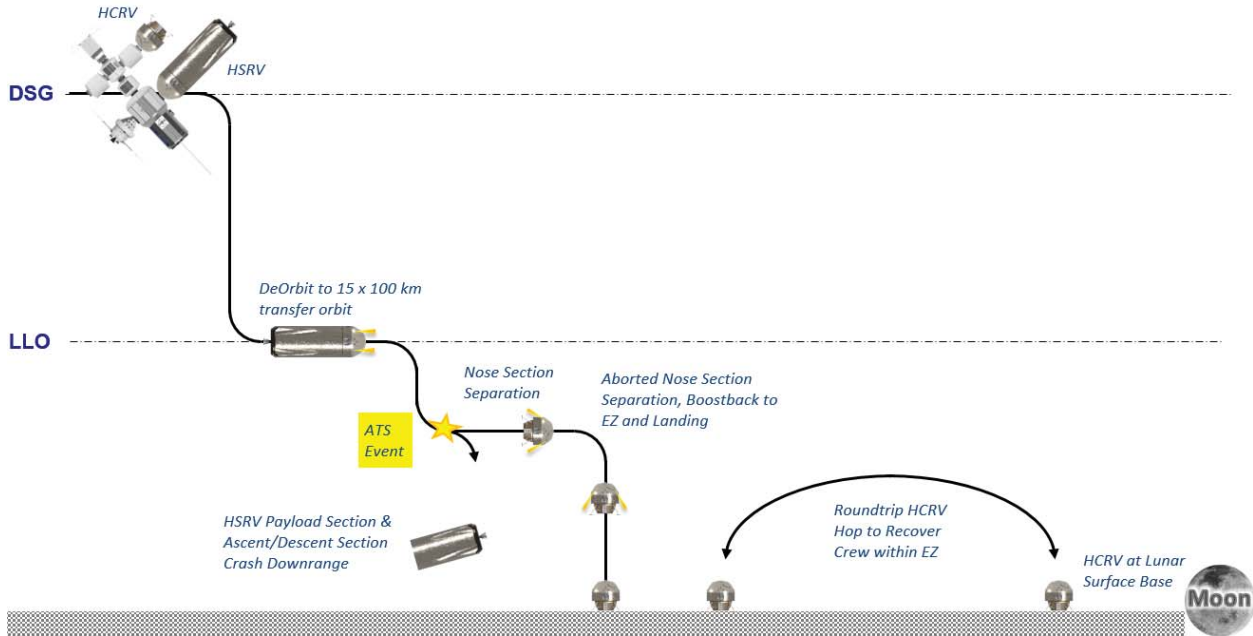 HCRV
HSRV
DSG
DeOrbit to 15 x 100 km
transfer orbit
LLO
Nose Section
Separation
Aborted Nose Section
Separation, Boostback to
EZ and Landing
ATS
Event
HSRV Payload Section &
Ascent/Descent Section
Crash Downrange
Roundtrip HCRV
Hop to Recover
Crew within EZ
HCRV at Lunar
Surface Base
Moon